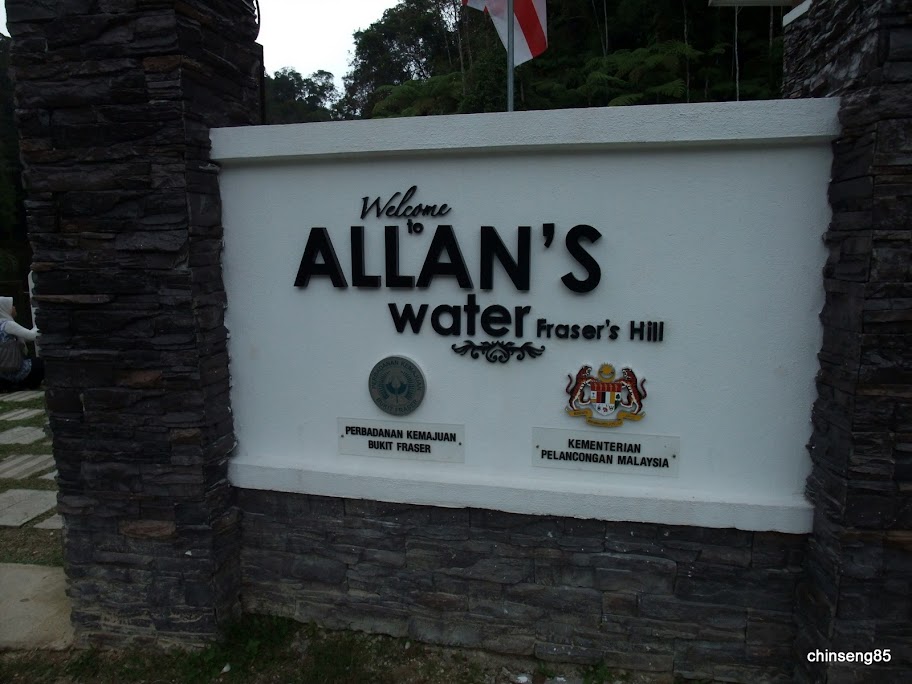 Welcome
to
ALLAN'S
water Fraser's Hill
PERBADANAN KEMAJUAN
BUKIT FRASER
KEMENTERIAN
PELANCONGAN MALAYSIA
chinseng85